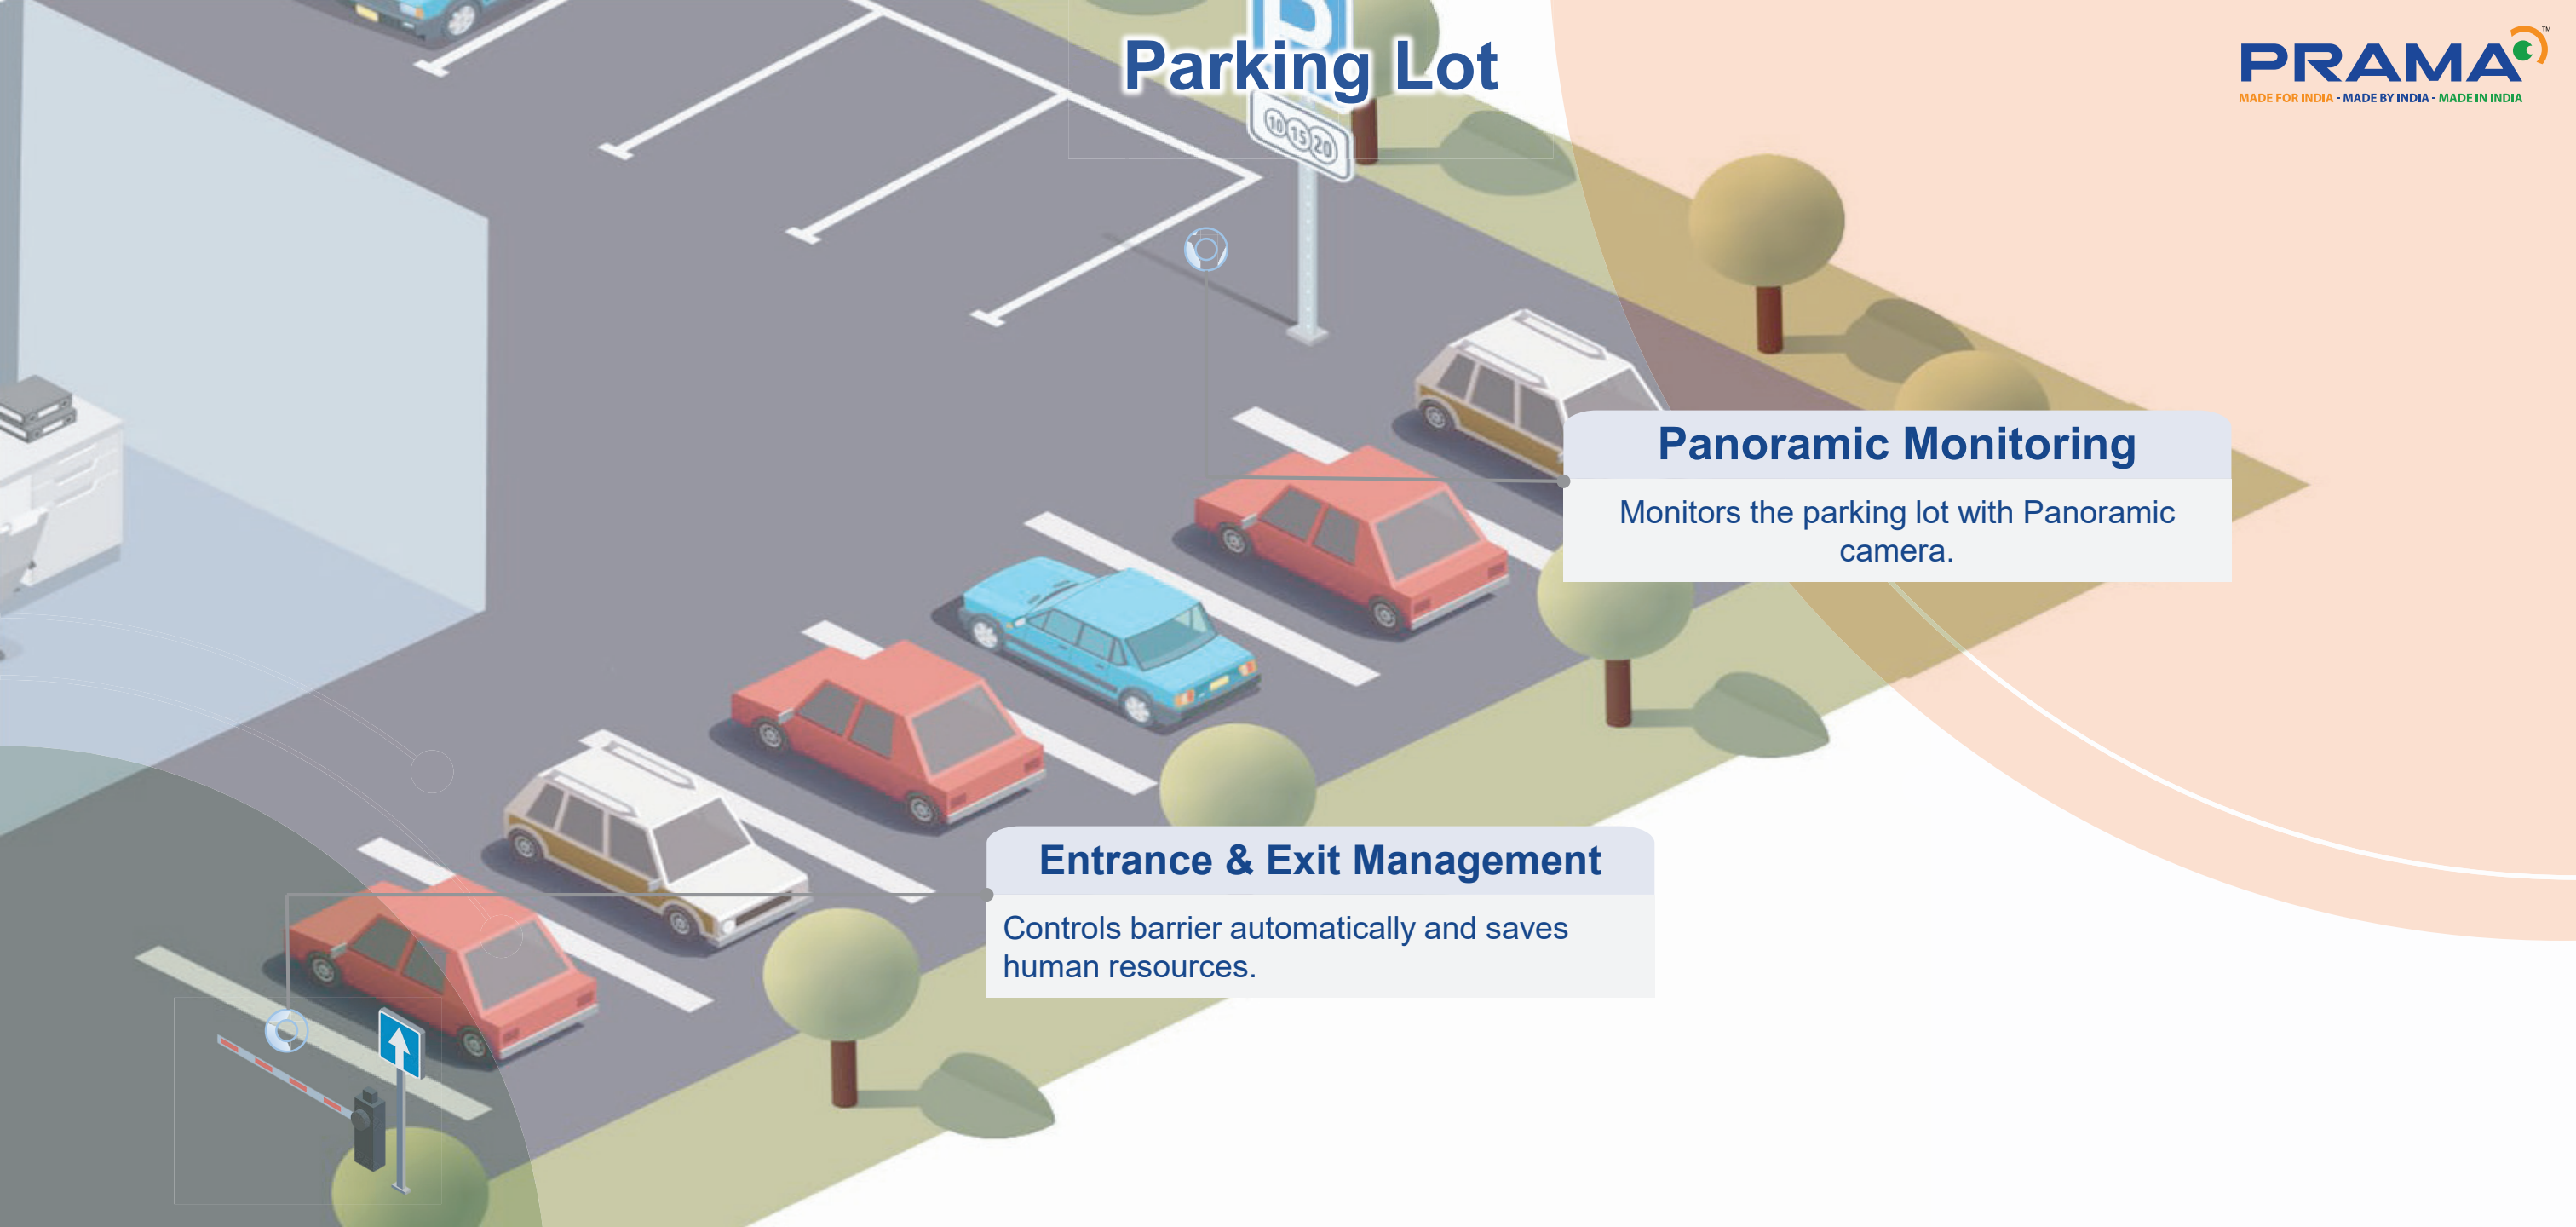 Parking Lot
P
10 15 20
PRAMA
TM
MADE FOR INDIA - MADE BY INDIA - MADE IN INDIA
Panoramic Monitoring
Monitors the parking lot with Panoramic
camera.
Entrance & Exit Management
Controls barrier automatically and saves
human resources.